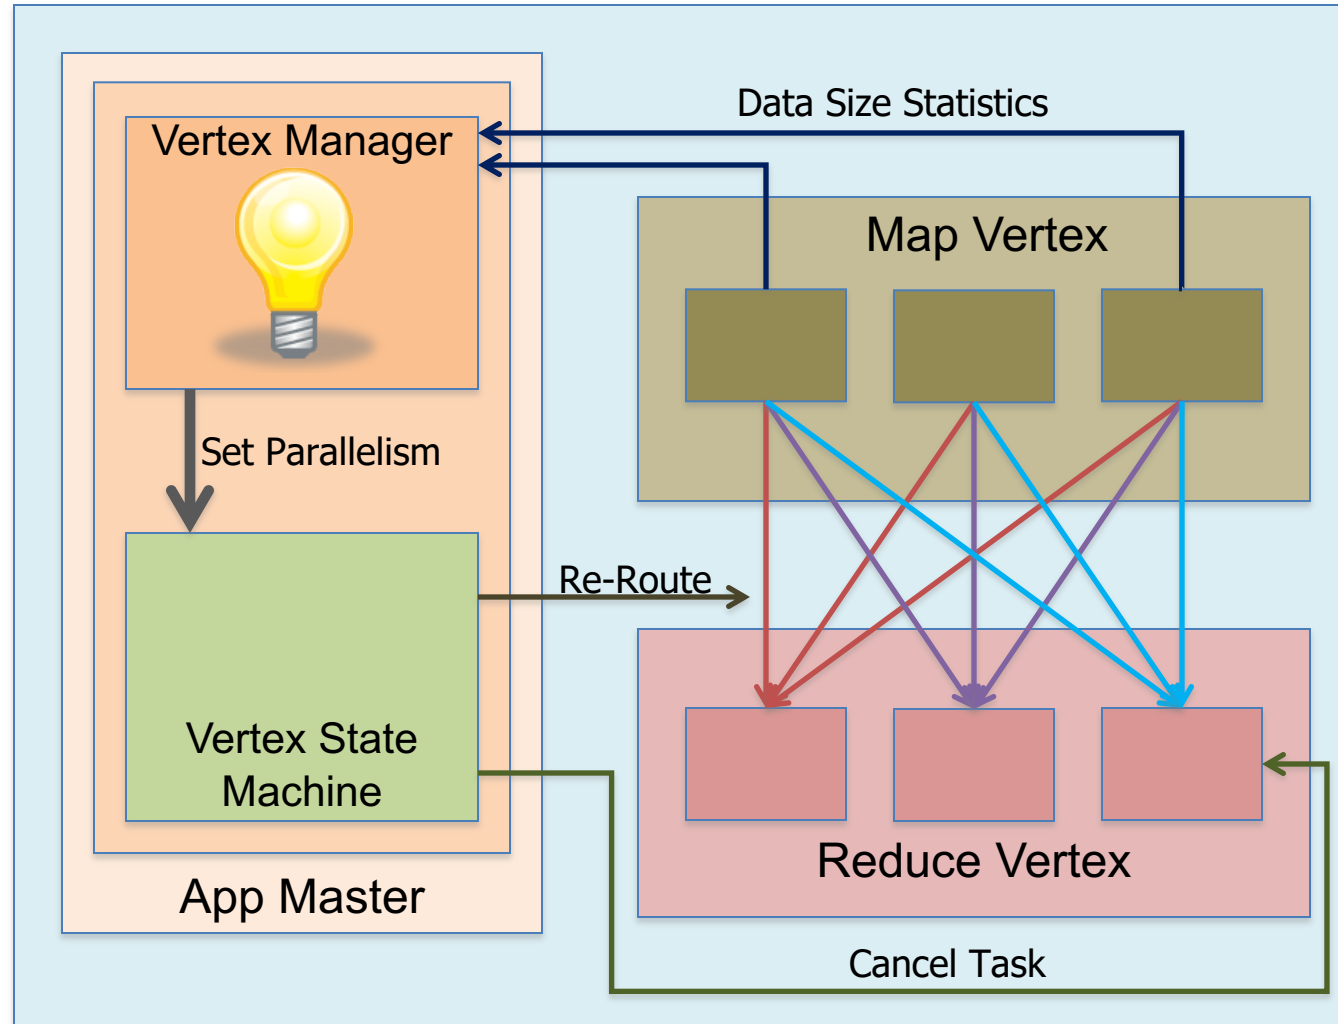 Data Size Statistics
Vertex Manager
Map Vertex
Set Parallelism
Re-Route
Vertex State
Machine
Reduce Vertex
App Master
Cancel Task